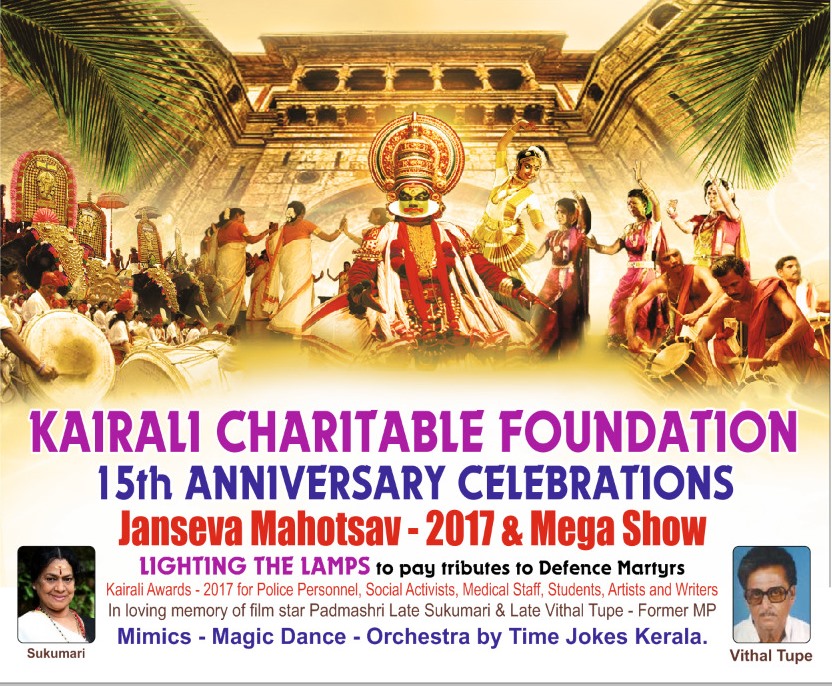 KAIRALI CHARITABLE FOUNDATION
15th ANNIVERSARY CELEBRATIONS
Janseva Mahotsav - 2017 & Mega Show
LIGHTING THE LAMPS to pay tributes to Defence Martyrs
Kairali Awards - 2017 for Police Personnel, Social Activists, Medical Staff, Students, Artists and Writers
In loving memory of film star Padmashri Late Sukumari & Late Vithal Tupe - Former MP
Mimics - Magic Dance - Orchestra by Time Jokes Kerala.
Sukumari
Vithal Tupe